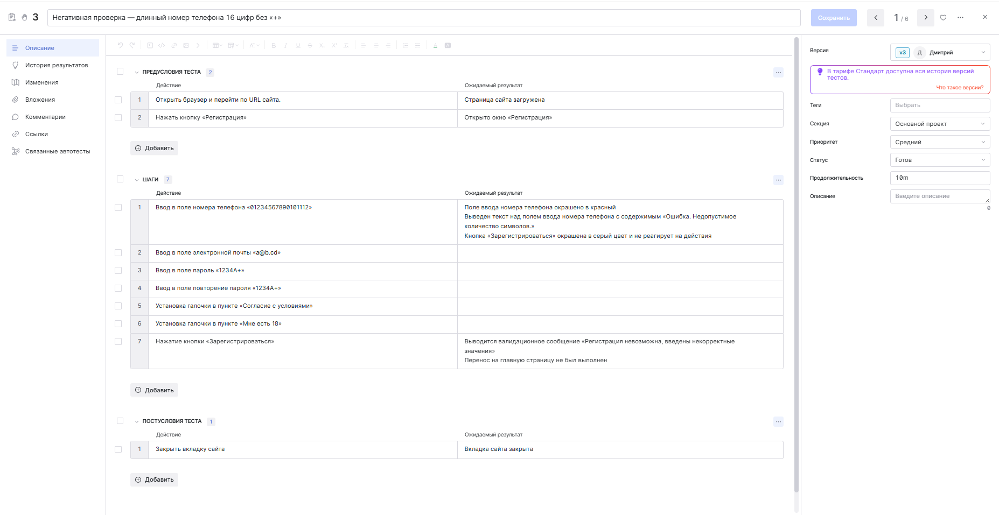 3
Негативная проверка — длинный номер телефона 16 цифр без «+»
Сохранить
1 / 6
Описание
История результатов
Изменения
Вложения
Комментарии
Ссылки
Связанные автотесты
ПРЕДУСЛОВИЯ ТЕСТА 2
Действие
Ожидаемый результат
1 Открыть браузер и перейти по URL сайта.
Страница сайта загружена
2 Нажать кнопку «Регистрация»
Открыто окно «Регистрация»
Добавить
ШАГИ 7
Действие
Ожидаемый результат
1 Ввод в поле номера телефона «01234567890101112»
Поле ввода номера телефона окрашено в красный
Выведен текст над полем ввода номера телефона с содержимым «Ошибка. Недопустимое
количество символов.»
Кнопка «Зарегистрироваться» окрашена в серый цвет и не реагирует на действия
2 Ввод в поле электронной почты «a@b.cd»
3 Ввод в поле пароль «1234A+»
4 Ввод в поле повторение пароля «1234A+»
5 Установка галочки в пункте «Согласие с условиями»
6 Установка галочки в пункте «Мне есть 18»
7 Нажатие кнопки «Зарегистрироваться»
Выводится валидационное сообщение «Регистрация невозможна, введены некорректные
значения»
Перенос на главную страницу не был выполнен
Добавить
ПОСТУСЛОВИЯ ТЕСТА 1
Действие
Ожидаемый результат
1 Закрыть вкладку сайта
Вкладка сайта закрыта
Добавить
Версия
v3 Д Дмитрий
В тарифе Стандарт доступна вся история версий
тестов.
Что такое версии?
Теги
Выбрать
Секция
Основной проект
Приоритет
Средний
Статус
Готов
Продолжительность
10m
Описание
Введите описание
0